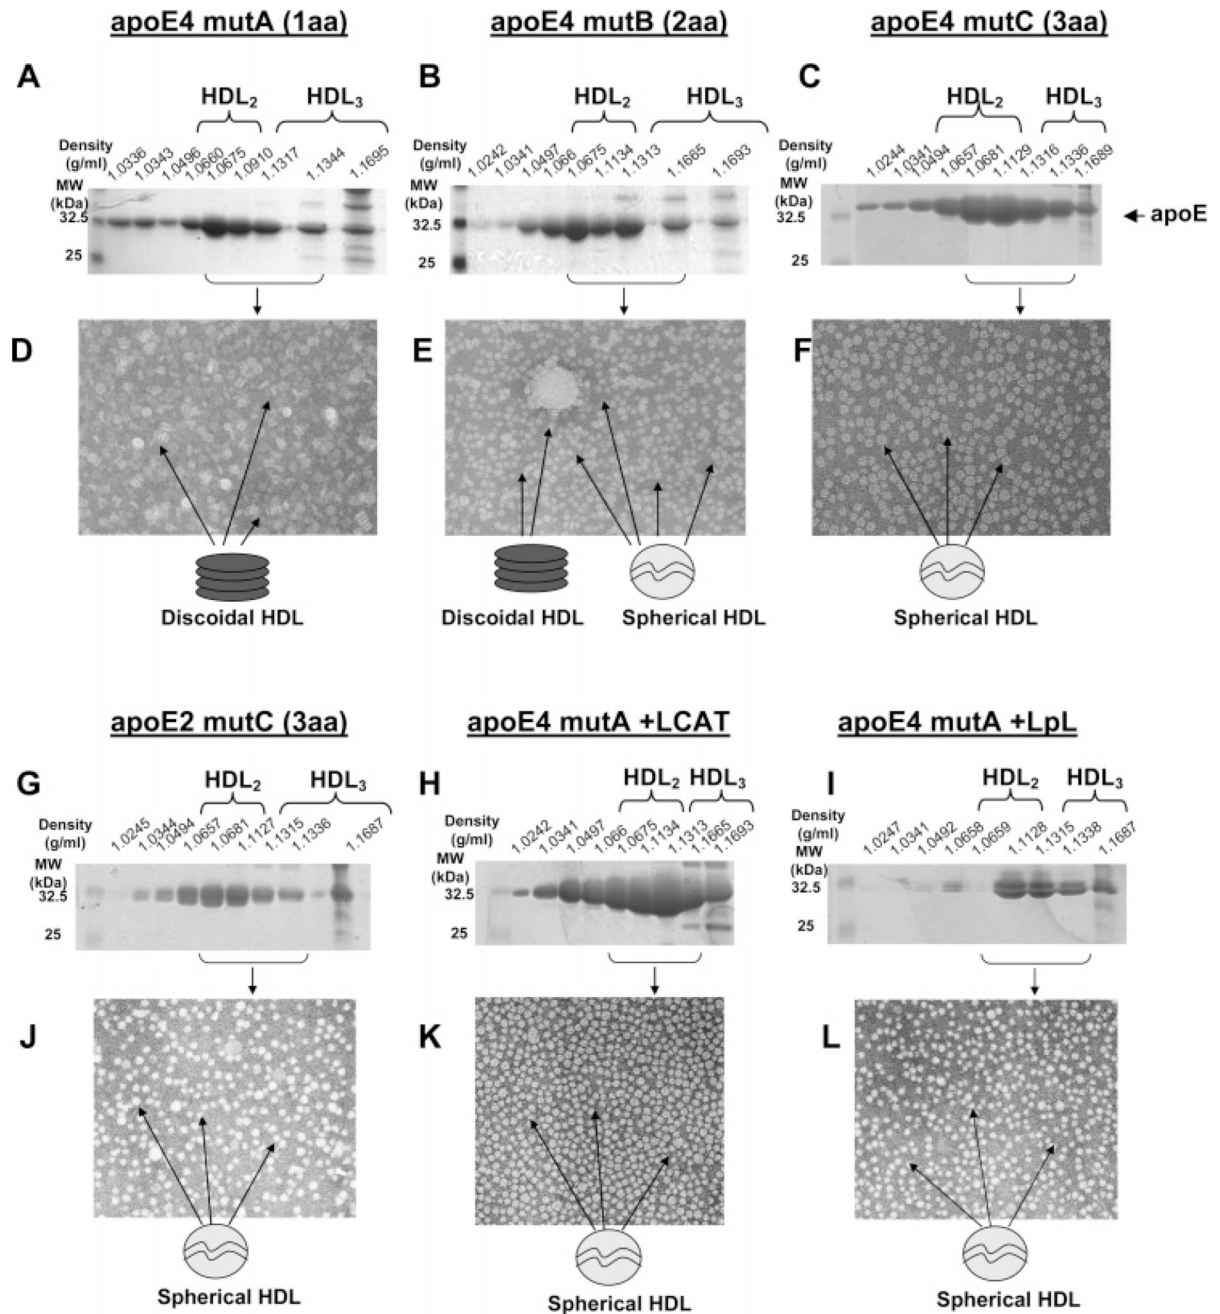 apoE4 mutA (1aa)
apoE4 mutB (2aa)
apoE4 mutC (3aa)
A
HDL2
HDL3
Density
(g/ml)
1.0336
1.0343
1.0496
1.0660
1.0675
1.0910
1.1317
1.1344
1.1695
MW
(kDa)
32.5
25
B
HDL2
HDL3
Density
(g/ml)
1.0242
1.0341
1.0497
1.066
1.0675
1.1134
1.1313
1.1665
1.1693
MW
(kDa)
32.5
25
C
HDL2
HDL3
Density
(g/ml)
1.0244
1.0341
1.0494
1.0657
1.0681
1.1129
1.1316
1.1336
1.1689
MW
(kDa)
32.5
25
apoE
D
Discoidal HDL
E
Discoidal HDL
Spherical HDL
F
Spherical HDL
apoE2 mutC (3aa)
apoE4 mutA +LCAT
apoE4 mutA +LpL
G
HDL2
HDL3
Density
(g/ml)
1.0245
1.0344
1.0494
1.0657
1.0681
1.1127
1.1315
1.1336
1.1687
MW
(kDa)
32.5
25
H
HDL2
HDL3
Density
(g/ml)
1.0242
1.0341
1.0497
1.066
1.0675
1.1134
1.1313
1.1665
1.1693
MW
(kDa)
32.5
25
I
HDL2
HDL3
Density
(g/ml)
1.0247
1.0341
1.0492
1.0658
1.0659
1.1128
1.1315
1.1338
1.1687
MW
(kDa)
32.5
25
J
Spherical HDL
K
Spherical HDL
L
Spherical HDL